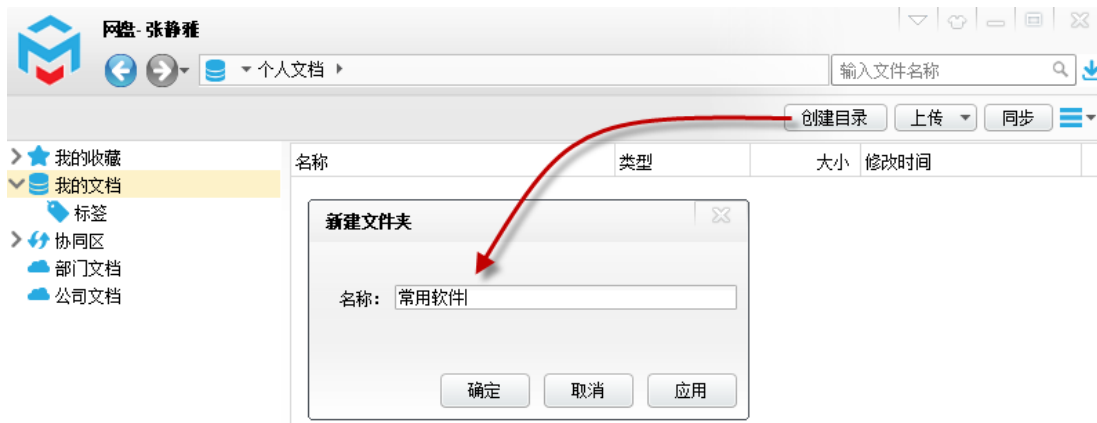 网盘- 张静雅
个人文档
输入文件名称
创建目录 上传 同步
我的收藏
我的文档
标签
协同区
部门文档
公司文档
名称 类型 大小 修改时间
新建文件夹
名称： 常用软件
确定 取消 应用